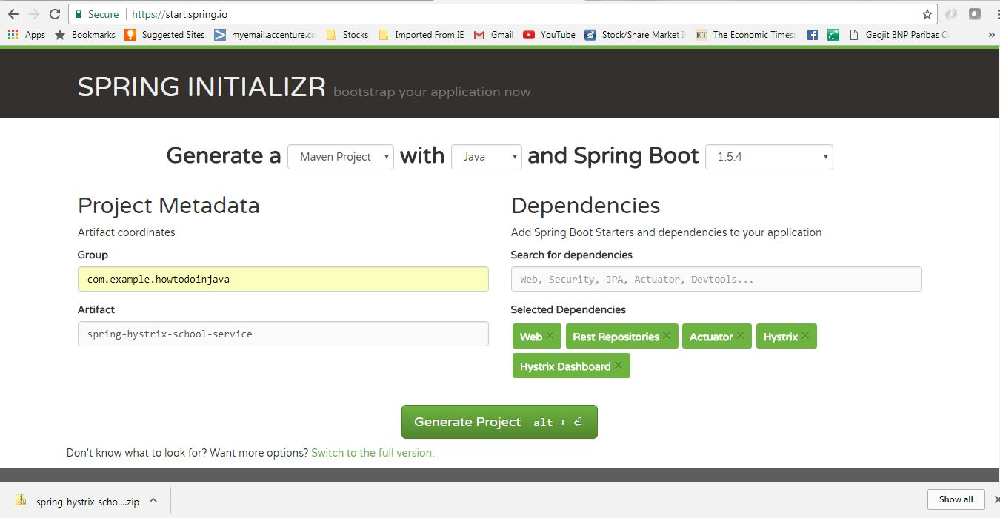 Secure https://start.spring.io
Apps Bookmarks Suggested Sites myemail.accenture.co Stocks Imported From IE Gmail YouTube Stock/Share Market I ET The Economic Times: Geojit BNP Paribas C »
SPRING INITIALIZR bootstrap your application now
Generate a Maven Project with Java and Spring Boot 1.5.4
Project Metadata
Artifact coordinates
Group
com.example.howtodoinjava
Artifact
spring-hystrix-school-service
Dependencies
Add Spring Boot Starters and dependencies to your application
Search for dependencies
Web, Security, JPA, Actuator, Devtools...
Selected Dependencies
Web × Rest Repositories × Actuator × Hystrix ×
Hystrix Dashboard ×
Generate Project alt + ⏎
Don't know what to look for? Want more options? Switch to the full version.
spring-hystrix-scho....zip
Show all